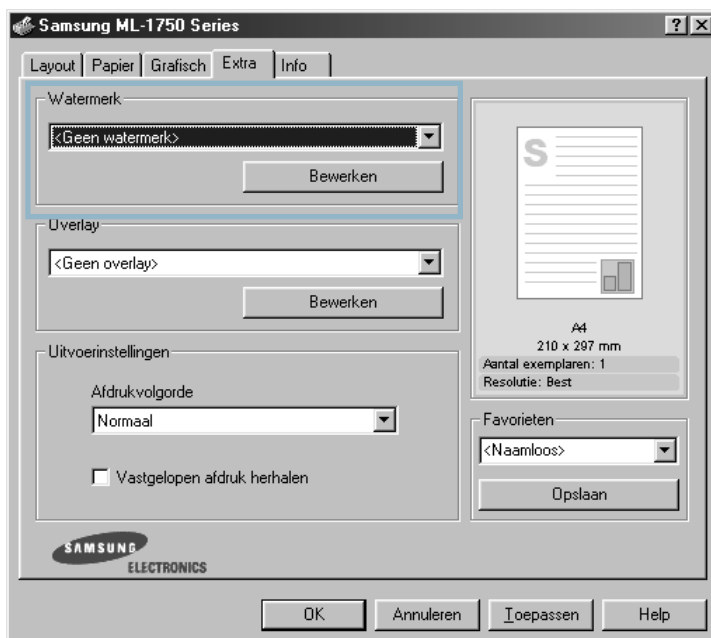 Samsung ML-1750 Series
Layout Papier Grafisch Extra Info
Watermerk
<Geen watermerk>
Bewerken
Overlay
<Geen overlay>
Bewerken
Uitvoerinstellingen
Afdrukvolgorde
Normaal
Vastgelopen afdruk herhalen
SAMSUNG
ELECTRONICS
S
A4
210 x 297 mm
Aantal exemplaren: 1
Resolutie: Best
Favorieten
<Naamloos>
Opslaan
OK Annuleren Toepassen Help